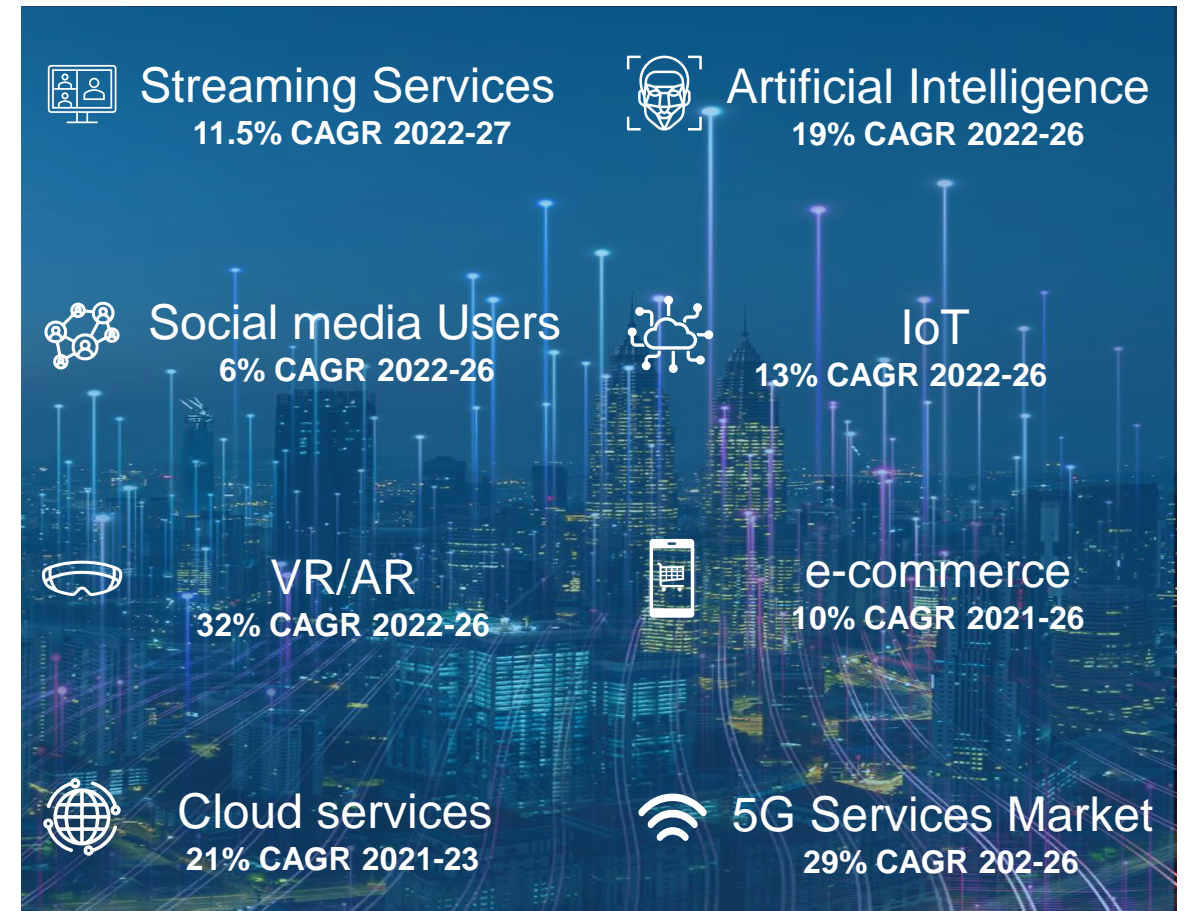 Streaming Services
11.5% CAGR 2022-27
Artificial Intelligence
19% CAGR 2022-26
Social media Users
6% CAGR 2022-26
IoT
13% CAGR 2022-26
VR/AR
32% CAGR 2022-26
e-commerce
10% CAGR 2021-26
Cloud services
21% CAGR 2021-23
5G Services Market
29% CAGR 202-26